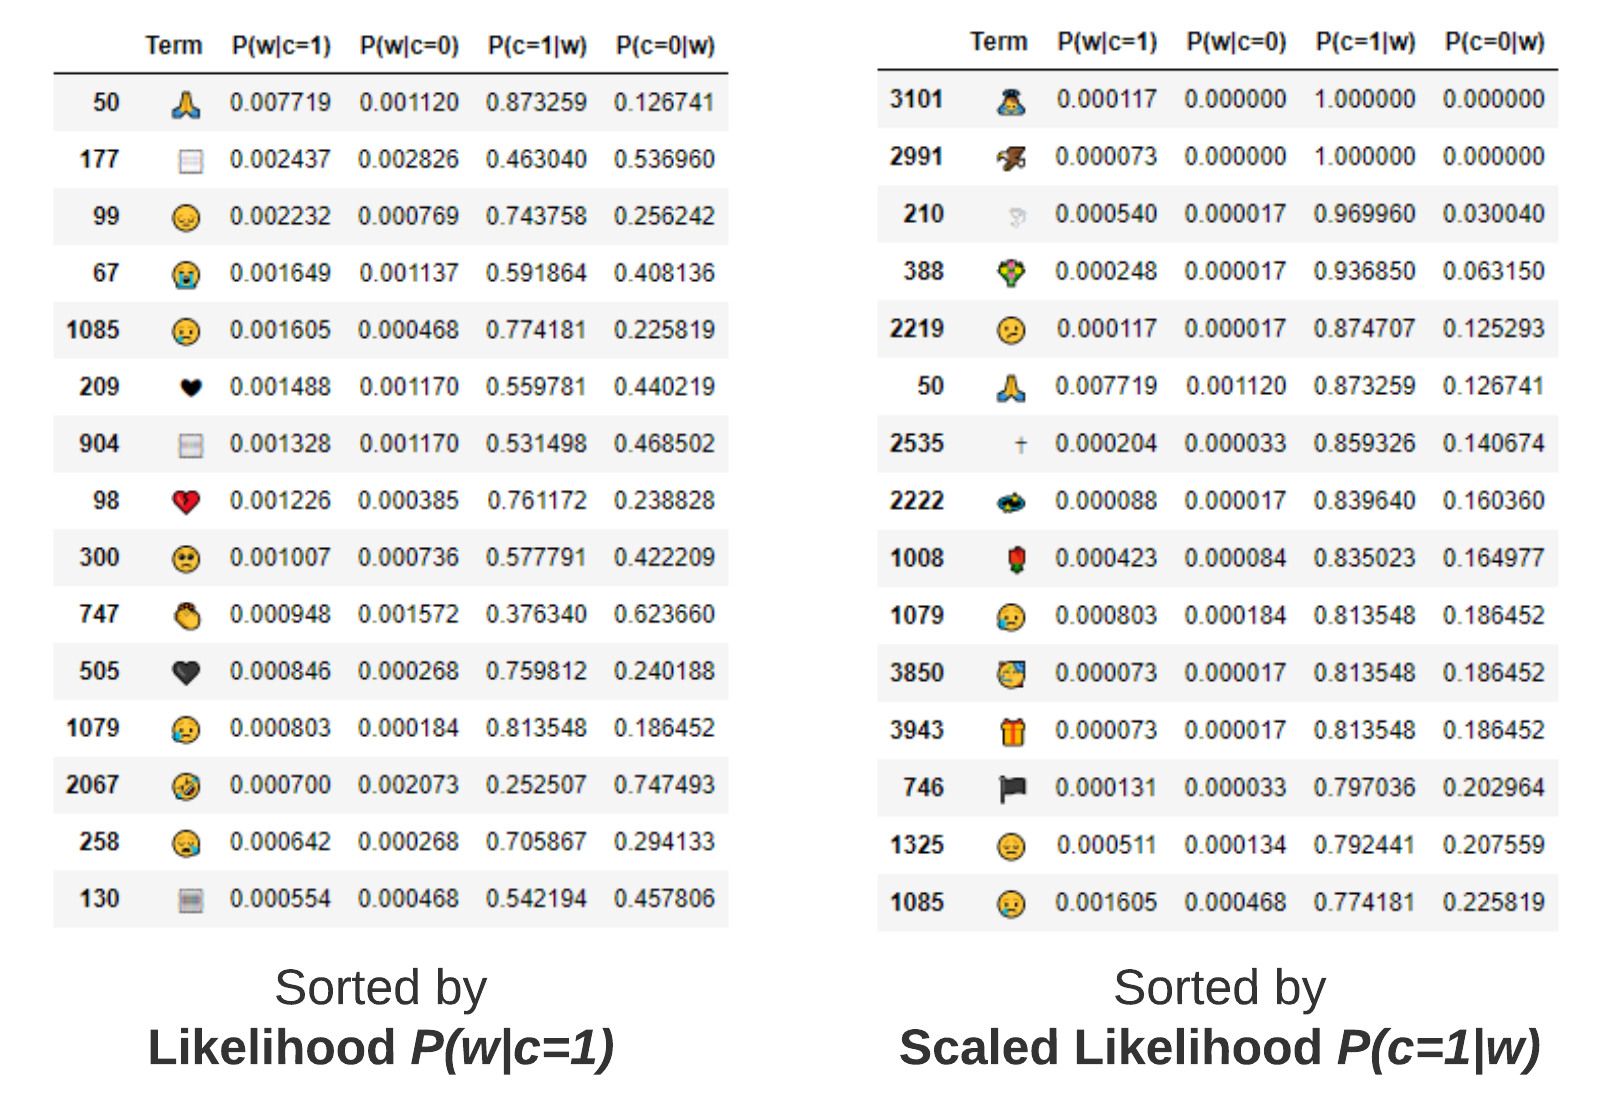 Term P(w|c=1) P(w|c=0) P(c=1|w) P(c=0|w)
50 🙏 0.007719 0.001120 0.873259 0.126741
177 0.002437 0.002826 0.463040 0.536960
99 😞 0.002232 0.000769 0.743758 0.256242
67 😭 0.001649 0.001137 0.591864 0.408136
1085 😢 0.001605 0.000468 0.774181 0.225819
209 ♥ 0.001488 0.001170 0.559781 0.440219
904 0.001328 0.001170 0.531498 0.468502
98 💔 0.001226 0.000385 0.761172 0.238828
300 🥺 0.001007 0.000736 0.577791 0.422209
747 👏 0.000948 0.001572 0.376340 0.623660
505 🖤 0.000846 0.000268 0.759812 0.240188
1079 😥 0.000803 0.000184 0.813548 0.186452
2067 🤣 0.000700 0.002073 0.252507 0.747493
258 😪 0.000642 0.000268 0.705867 0.294133
130 0.000554 0.000468 0.542194 0.457806
Sorted by
Likelihood P(w|c=1)
Term P(w|c=1) P(w|c=0) P(c=1|w) P(c=0|w)
3101 0.000117 0.000000 1.000000 0.000000
2991 🦅 0.000073 0.000000 1.000000 0.000000
210 🕊 0.000540 0.000017 0.969960 0.030040
388 💐 0.000248 0.000017 0.936850 0.063150
2219 😕 0.000117 0.000017 0.874707 0.125293
50 🙏 0.007719 0.001120 0.873259 0.126741
2535 ✝ 0.000204 0.000033 0.859326 0.140674
2222 0.000088 0.000017 0.839640 0.160360
1008 🌹 0.000423 0.000084 0.835023 0.164977
1079 😥 0.000803 0.000184 0.813548 0.186452
3850 0.000073 0.000017 0.813548 0.186452
3943 🎁 0.000073 0.000017 0.813548 0.186452
746 🏴 0.000131 0.000033 0.797036 0.202964
1325 😔 0.000511 0.000134 0.792441 0.207559
1085 😢 0.001605 0.000468 0.774181 0.225819
Sorted by
Scaled Likelihood P(c=1|w)